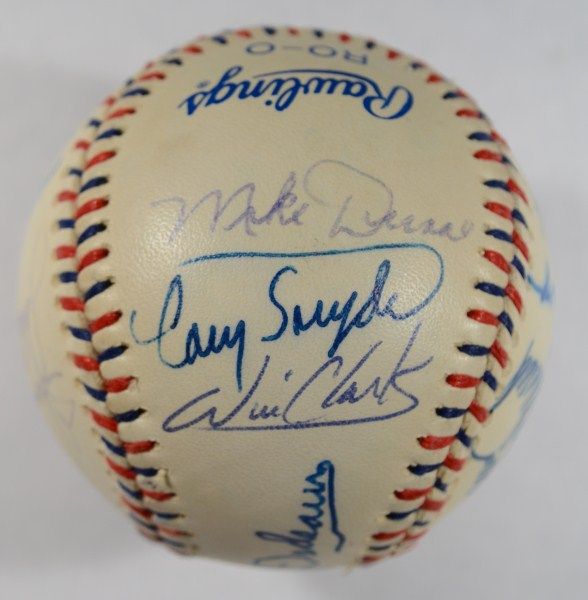 RO-O
Rawlings
Mike Dunne
Cory Snyder
Will Clark